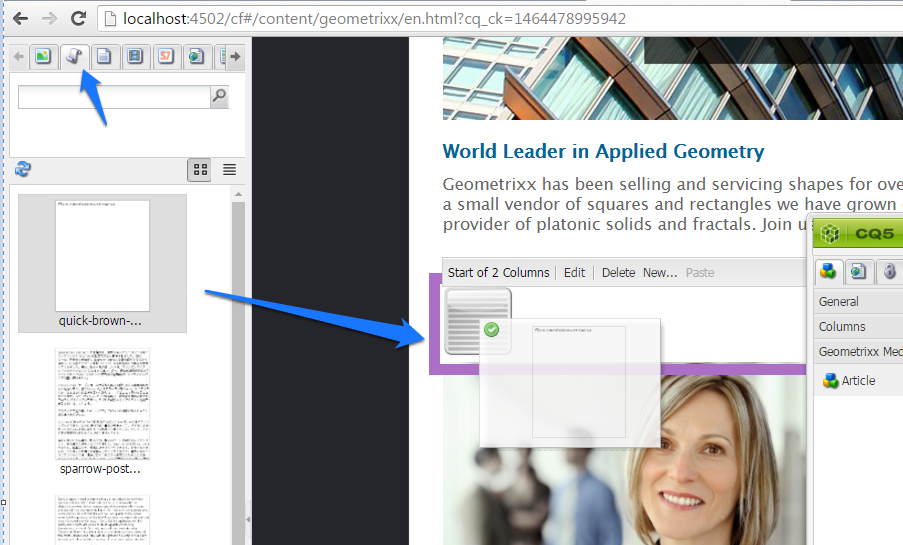 localhost:4502/cf#/content/geometrixx/en.html?cq_ck=1464478995942
S7
quick-brown-...
sparrow-post...
World Leader in Applied Geometry
Geometrixx has been selling and servicing shapes for ove
a small vendor of squares and rectangles we have grown
provider of platonic solids and fractals. Join u
Start of 2 Columns Edit Delete New... Paste
CQ5
General
Columns
Geometrixx Med
Article